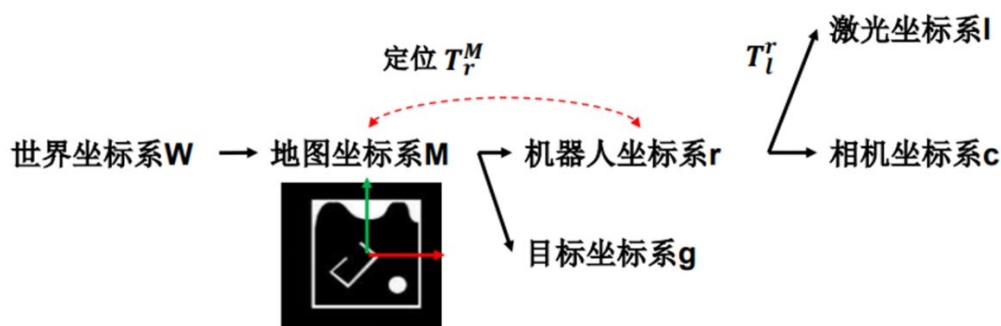 激光坐标系l
定位 T_r^M
T_l^r
世界坐标系W
地图坐标系M
机器人坐标系r
相机坐标系c
目标坐标系g